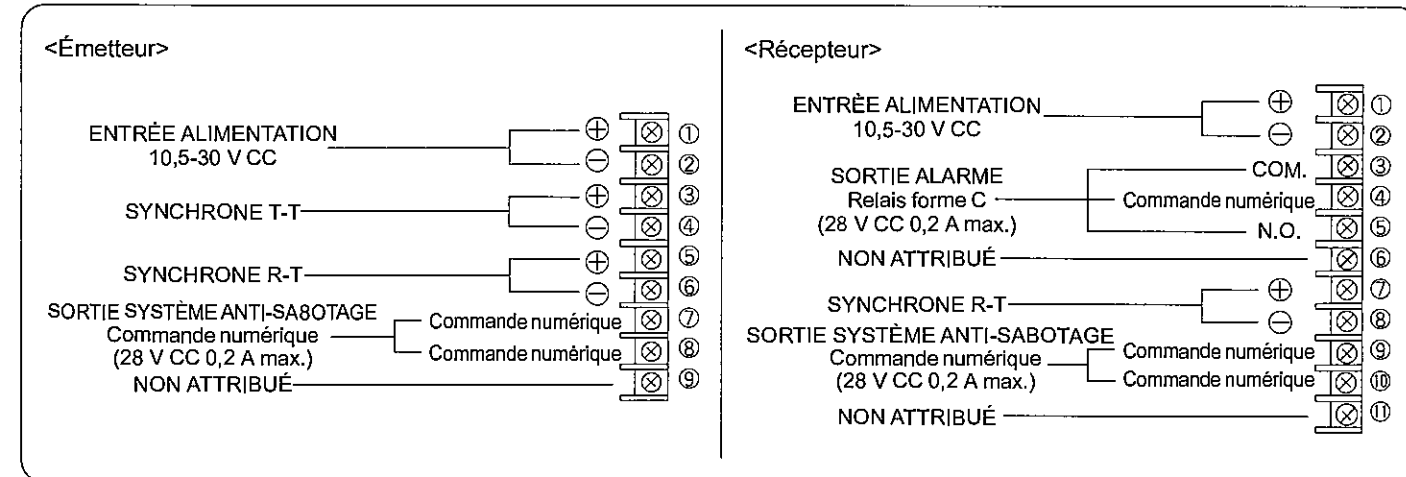 <Émetteur>
ENTRÉE ALIMENTATION
10,5-30 V CC
⊕ ①
⊖ ②
SYNCHRONE T-T
⊕ ③
⊖ ④
SYNCHRONE R-T
⊕ ⑤
⊖ ⑥
SORTIE SYSTÈME ANTI-SA8OTAGE
Commande numérique
(28 V CC 0,2 A max.)
Commande numérique ⑦
Commande numérique ⑧
NON ATTRIBUÉ ⑨
<Récepteur>
ENTRÈE ALIMENTATION
10,5-30 V CC
⊕ ①
⊖ ②
SORTIE ALARME
Relais forme C
(28 V CC 0,2 A max.)
COM. ③
Commande numérique ④
N.O. ⑤
NON ATTRIBUÉ ⑥
SYNCHRONE R-T
⊕ ⑦
⊖ ⑧
SORTIE SYSTÈME ANTI-SABOTAGE
Commande numérique
(28 V CC 0,2 A max.)
Commande numérique ⑨
Commande numérique ⑩
NON ATTRIBUÉ ⑪